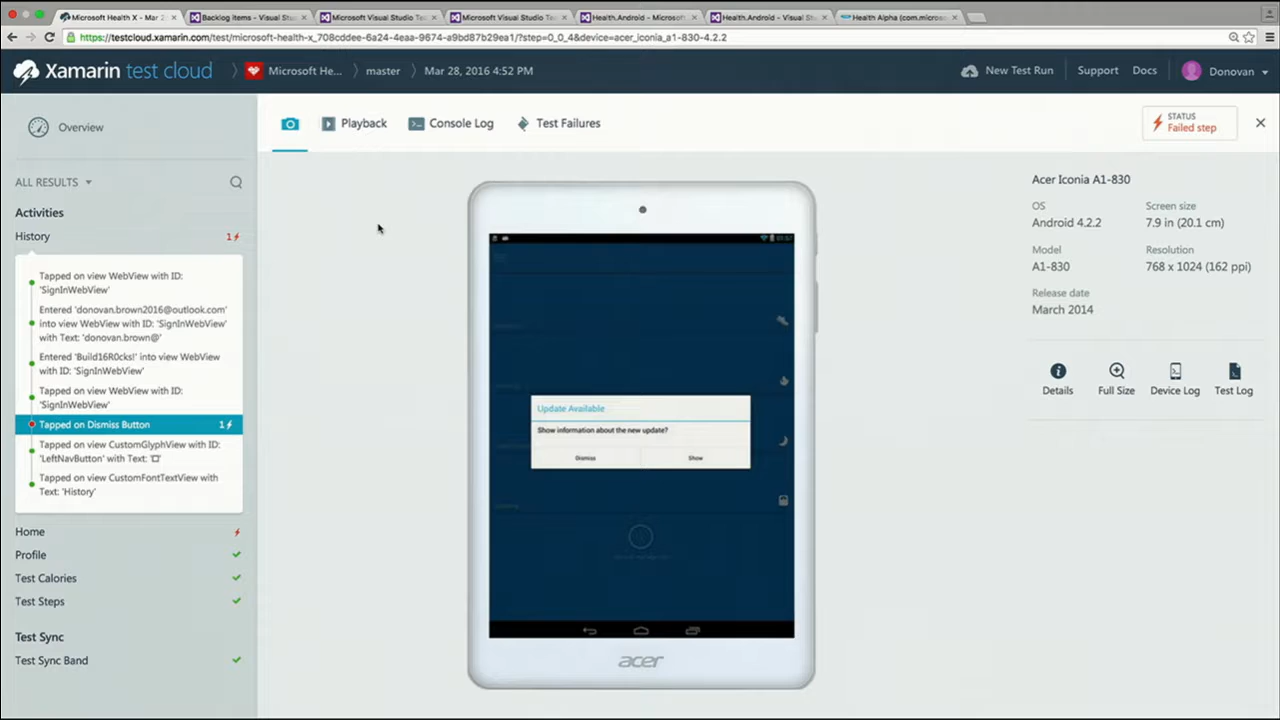 Microsoft Health X - Mar 2
Backlog items - Visual Stu
Microsoft Visual Studio Te
Microsoft Visual Studio Te
Health.Android - Microsof
Health.Android - Visual St
Health Alpha (com.micros
https://testcloud.xamarin.com/test/microsoft-health-x_708cddee-6a24-4eaa-9674-a9bd87b29ea1/?step=0_0_4&device=acer_iconia_a1-830_4.2.2
Xamarin test cloud
Microsoft He...
master
Mar 28, 2016 4:52 PM
New Test Run
Support
Docs
Donovan
Overview
Playback
Console Log
Test Failures
STATUS
Failed step
ALL RESULTS
Activities
History 1
Tapped on view WebView with ID:
'SignInWebView'
Entered 'donovan.brown2016@outlook.com'
into view WebView with ID: 'SignInWebView'
with Text: 'donovan.brown@'
Entered 'Build16R0cks!' into view WebView
with ID: 'SignInWebView'
Tapped on view WebView with ID:
'SignInWebView'
Tapped on Dismiss Button 1
Tapped on view CustomGlyphView with ID:
'LeftNavButton' with Text: '□'
Tapped on view CustomFontTextView with
Text: 'History'
Home
Profile
Test Calories
Test Steps
Test Sync
Test Sync Band
Update Available
Show information about the new update?
Dismiss
Show
acer
Acer Iconia A1-830
OS
Android 4.2.2
Screen size
7.9 in (20.1 cm)
Model
A1-830
Resolution
768 x 1024 (162 ppi)
Release date
March 2014
Details
Full Size
Device Log
Test Log